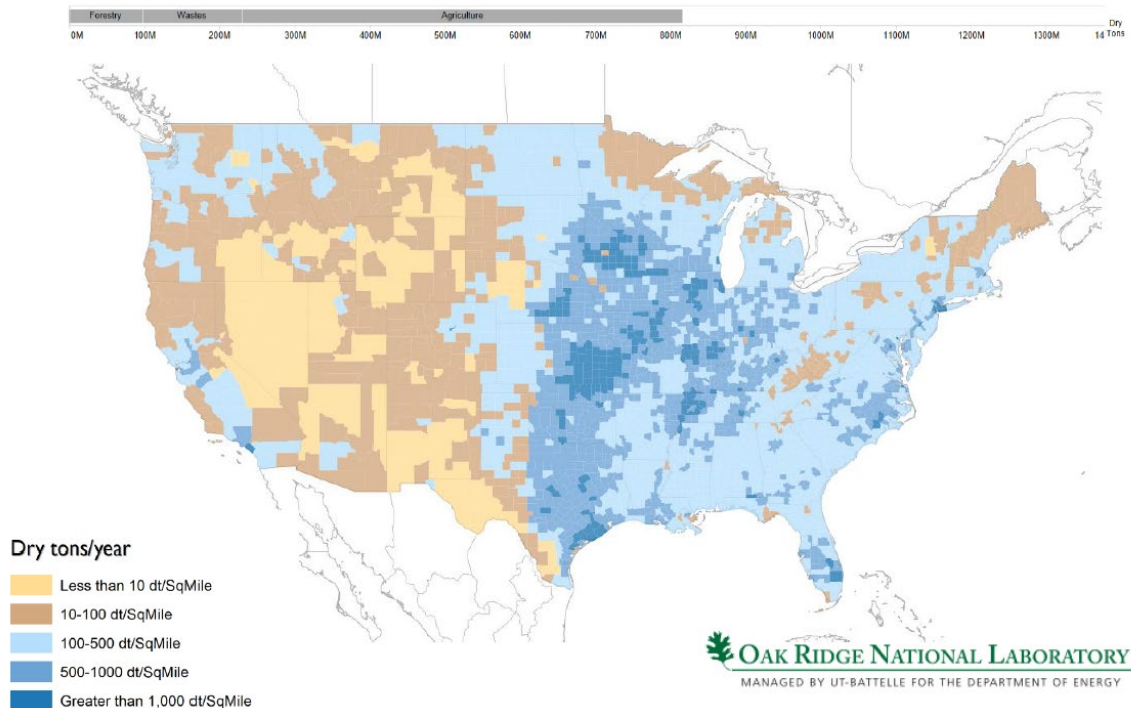 Forestry Wastes Agriculture
0M 100M 200M 300M 400M 500M 600M 700M 800M 900M 1000M 1100M 1200M 1300M 14 Dry
Tons
Dry tons/year
Less than 10 dt/SqMile
10-100 dt/SqMile
100-500 dt/SqMile
500-1000 dt/SqMile
Greater than 1,000 dt/SqMile
OAK RIDGE NATIONAL LABORATORY
MANAGED BY UT-BATTELLE FOR THE DEPARTMENT OF ENERGY